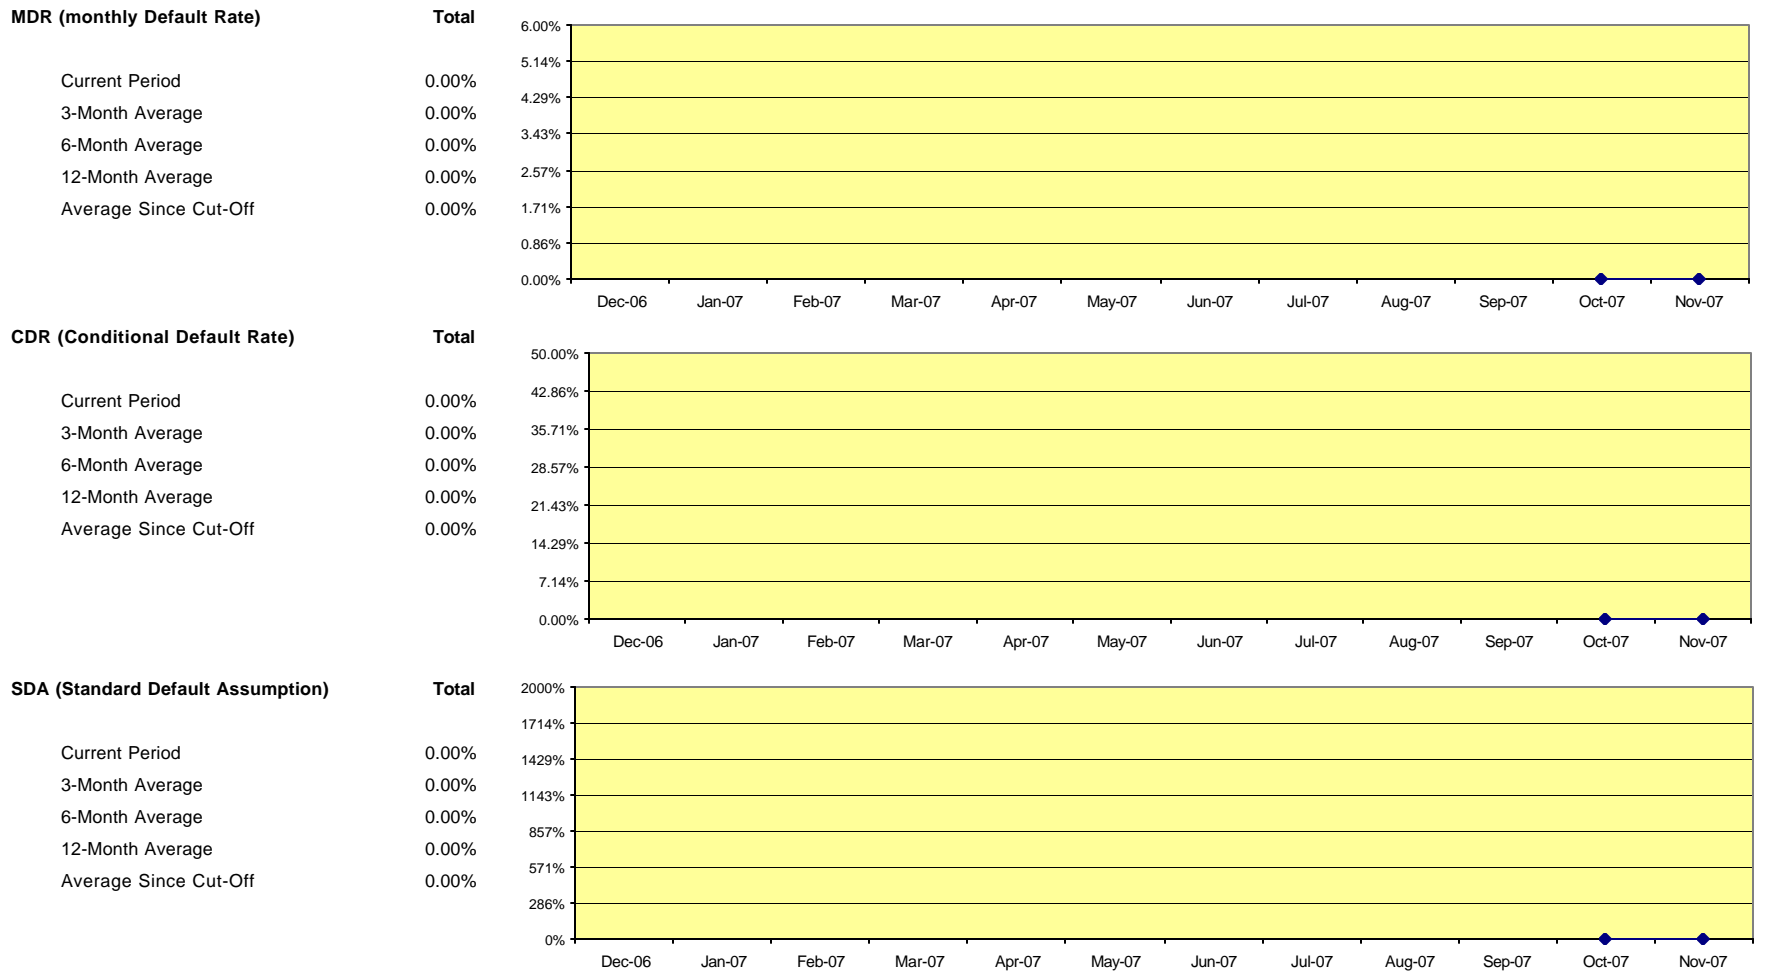 MDR (monthly Default Rate) Total
Current Period 0.00%
3-Month Average 0.00%
6-Month Average 0.00%
12-Month Average 0.00%
Average Since Cut-Off 0.00%
6.00%
5.14%
4.29%
3.43%
2.57%
1.71%
0.86%
0.00%
Dec-06 Jan-07 Feb-07 Mar-07 Apr-07 May-07 Jun-07 Jul-07 Aug-07 Sep-07 Oct-07 Nov-07
CDR (Conditional Default Rate) Total
Current Period 0.00%
3-Month Average 0.00%
6-Month Average 0.00%
12-Month Average 0.00%
Average Since Cut-Off 0.00%
50.00%
42.86%
35.71%
28.57%
21.43%
14.29%
7.14%
0.00%
Dec-06 Jan-07 Feb-07 Mar-07 Apr-07 May-07 Jun-07 Jul-07 Aug-07 Sep-07 Oct-07 Nov-07
SDA (Standard Default Assumption) Total
Current Period 0.00%
3-Month Average 0.00%
6-Month Average 0.00%
12-Month Average 0.00%
Average Since Cut-Off 0.00%
2000%
1714%
1429%
1143%
857%
571%
286%
0%
Dec-06 Jan-07 Feb-07 Mar-07 Apr-07 May-07 Jun-07 Jul-07 Aug-07 Sep-07 Oct-07 Nov-07